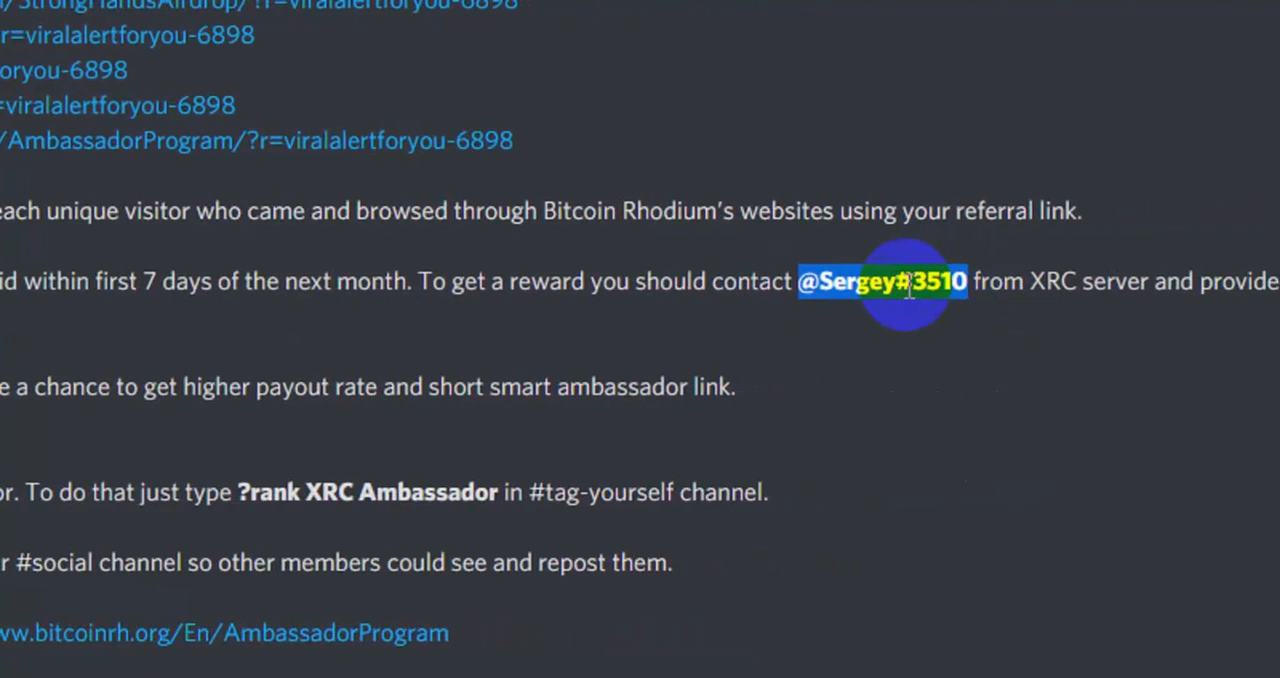 /StrongHandsAirdrop/?r=viralalertforyou-6898
r=viralalertforyou-6898
oryou-6898
=viralalertforyou-6898
/AmbassadorProgram/?r=viralalertforyou-6898
each unique visitor who came and browsed through Bitcoin Rhodium's websites using your referral link.
id within first 7 days of the next month. To get a reward you should contact @Sergey#3510 from XRC server and provide
e a chance to get higher payout rate and short smart ambassador link.
or. To do that just type ?rank XRC Ambassador in #tag-yourself channel.
r #social channel so other members could see and repost them.
ww.bitcoinrh.org/En/AmbassadorProgram